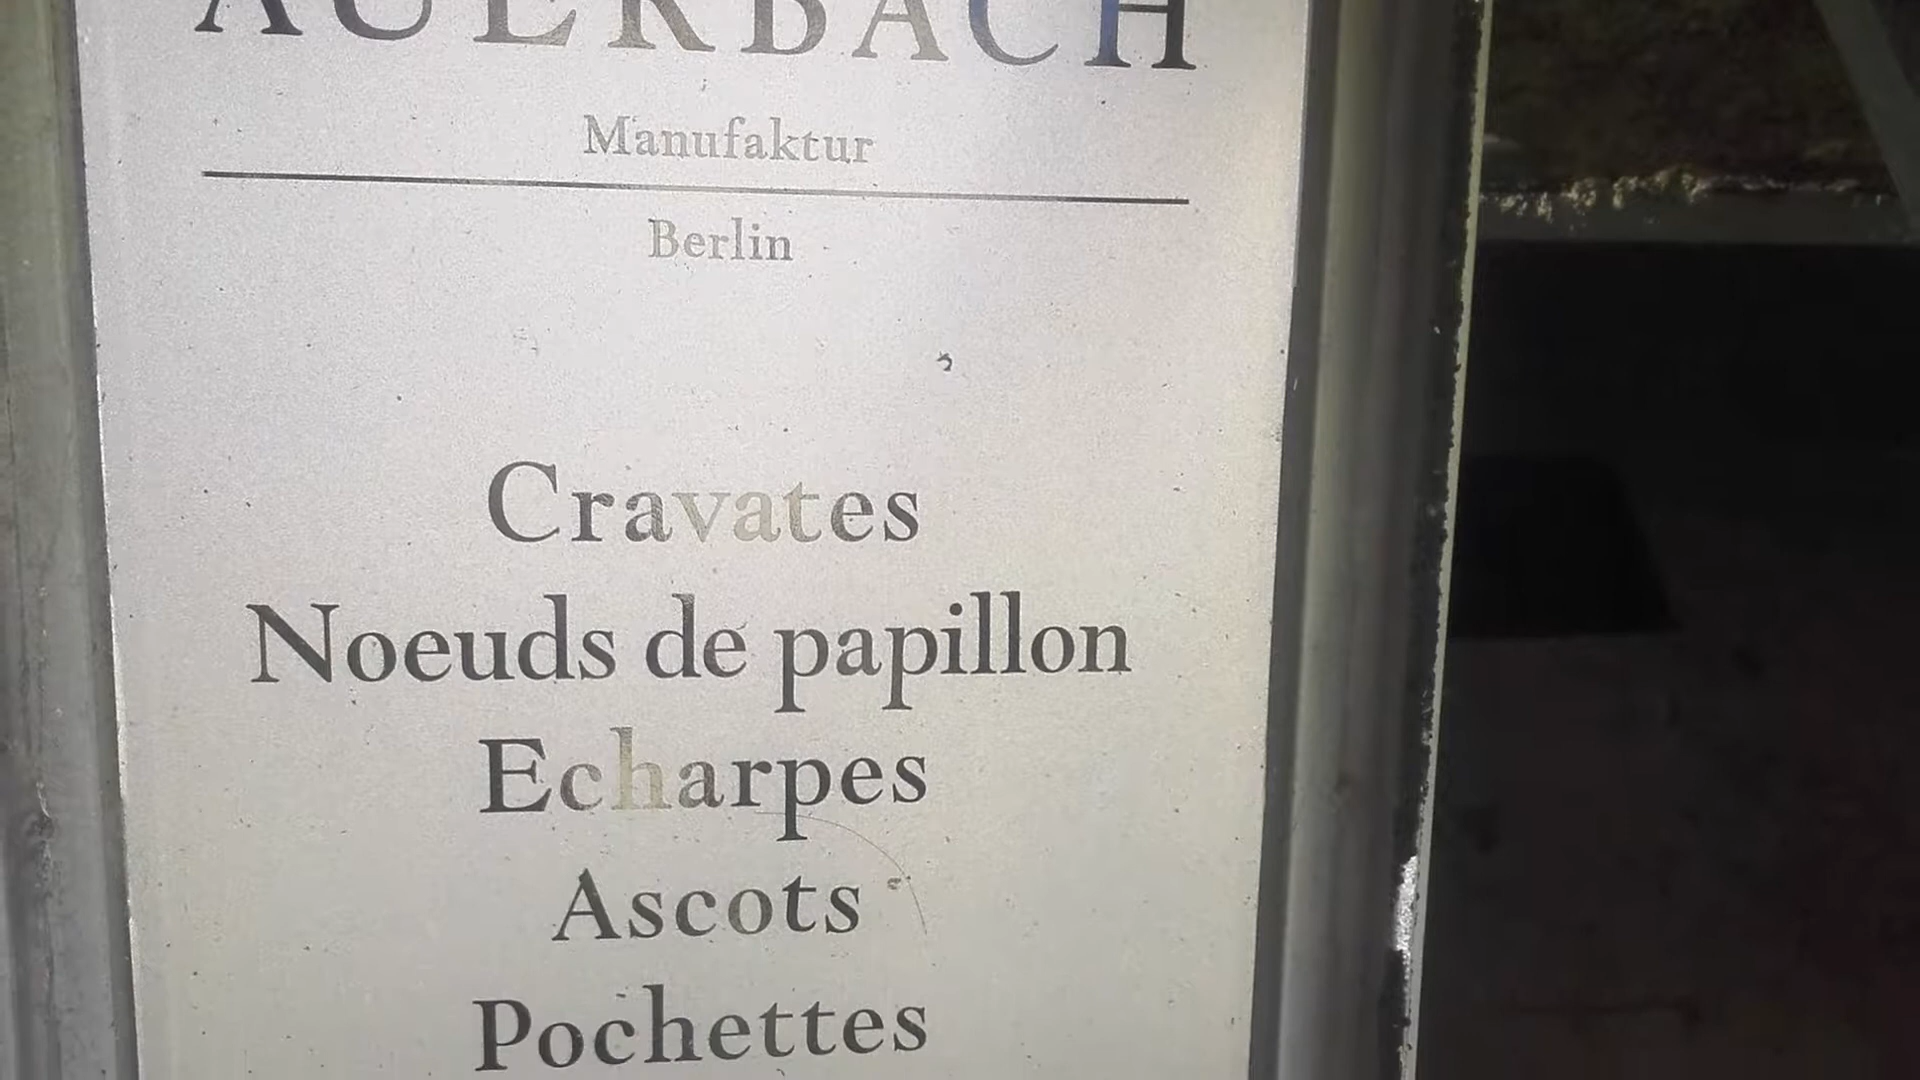 AUERBACH
Manufaktur
Berlin
Cravates
Noeuds de papillon
Echarpes
Ascots
Pochettes